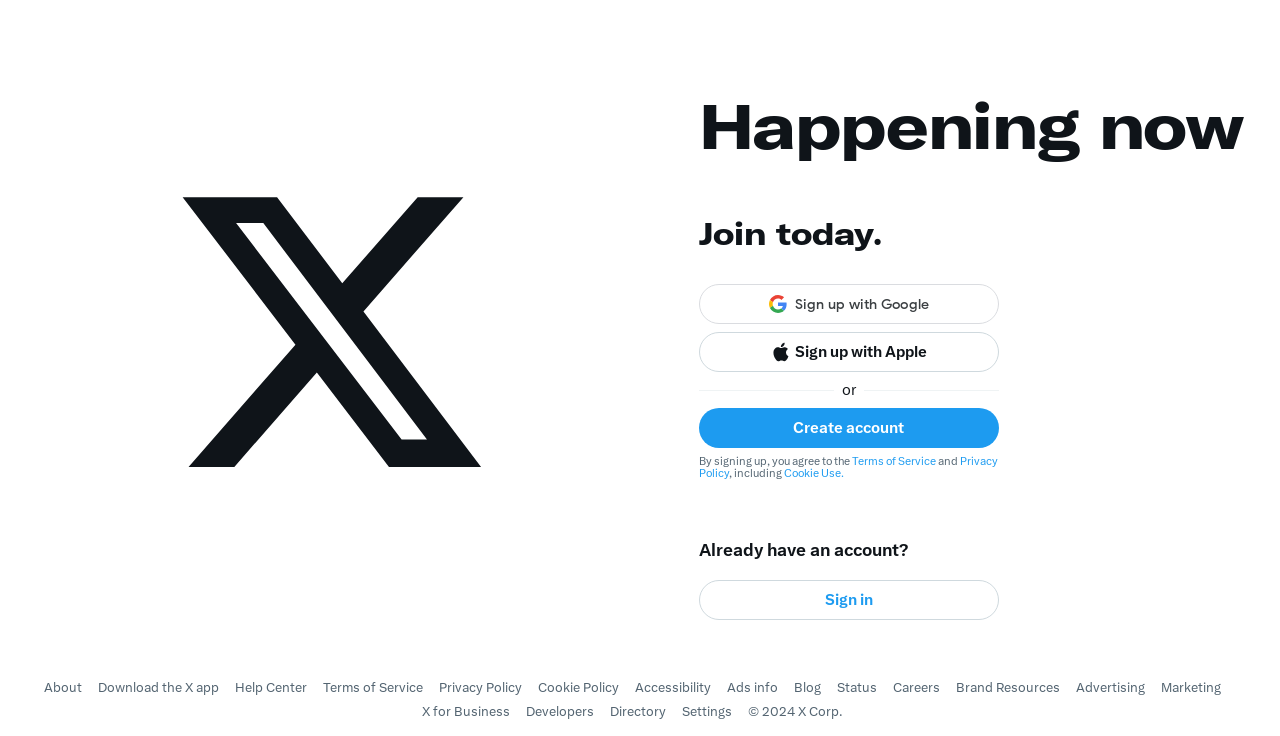 Happening now
Join today.
Sign up with Google
Sign up with Apple
or
Create account
By signing up, you agree to the Terms of Service and Privacy
Policy, including Cookie Use.
Already have an account?
Sign in
About Download the X app Help Center Terms of Service Privacy Policy Cookie Policy Accessibility Ads info Blog Status Careers Brand Resources Advertising Marketing
X for Business Developers Directory Settings © 2024 X Corp.